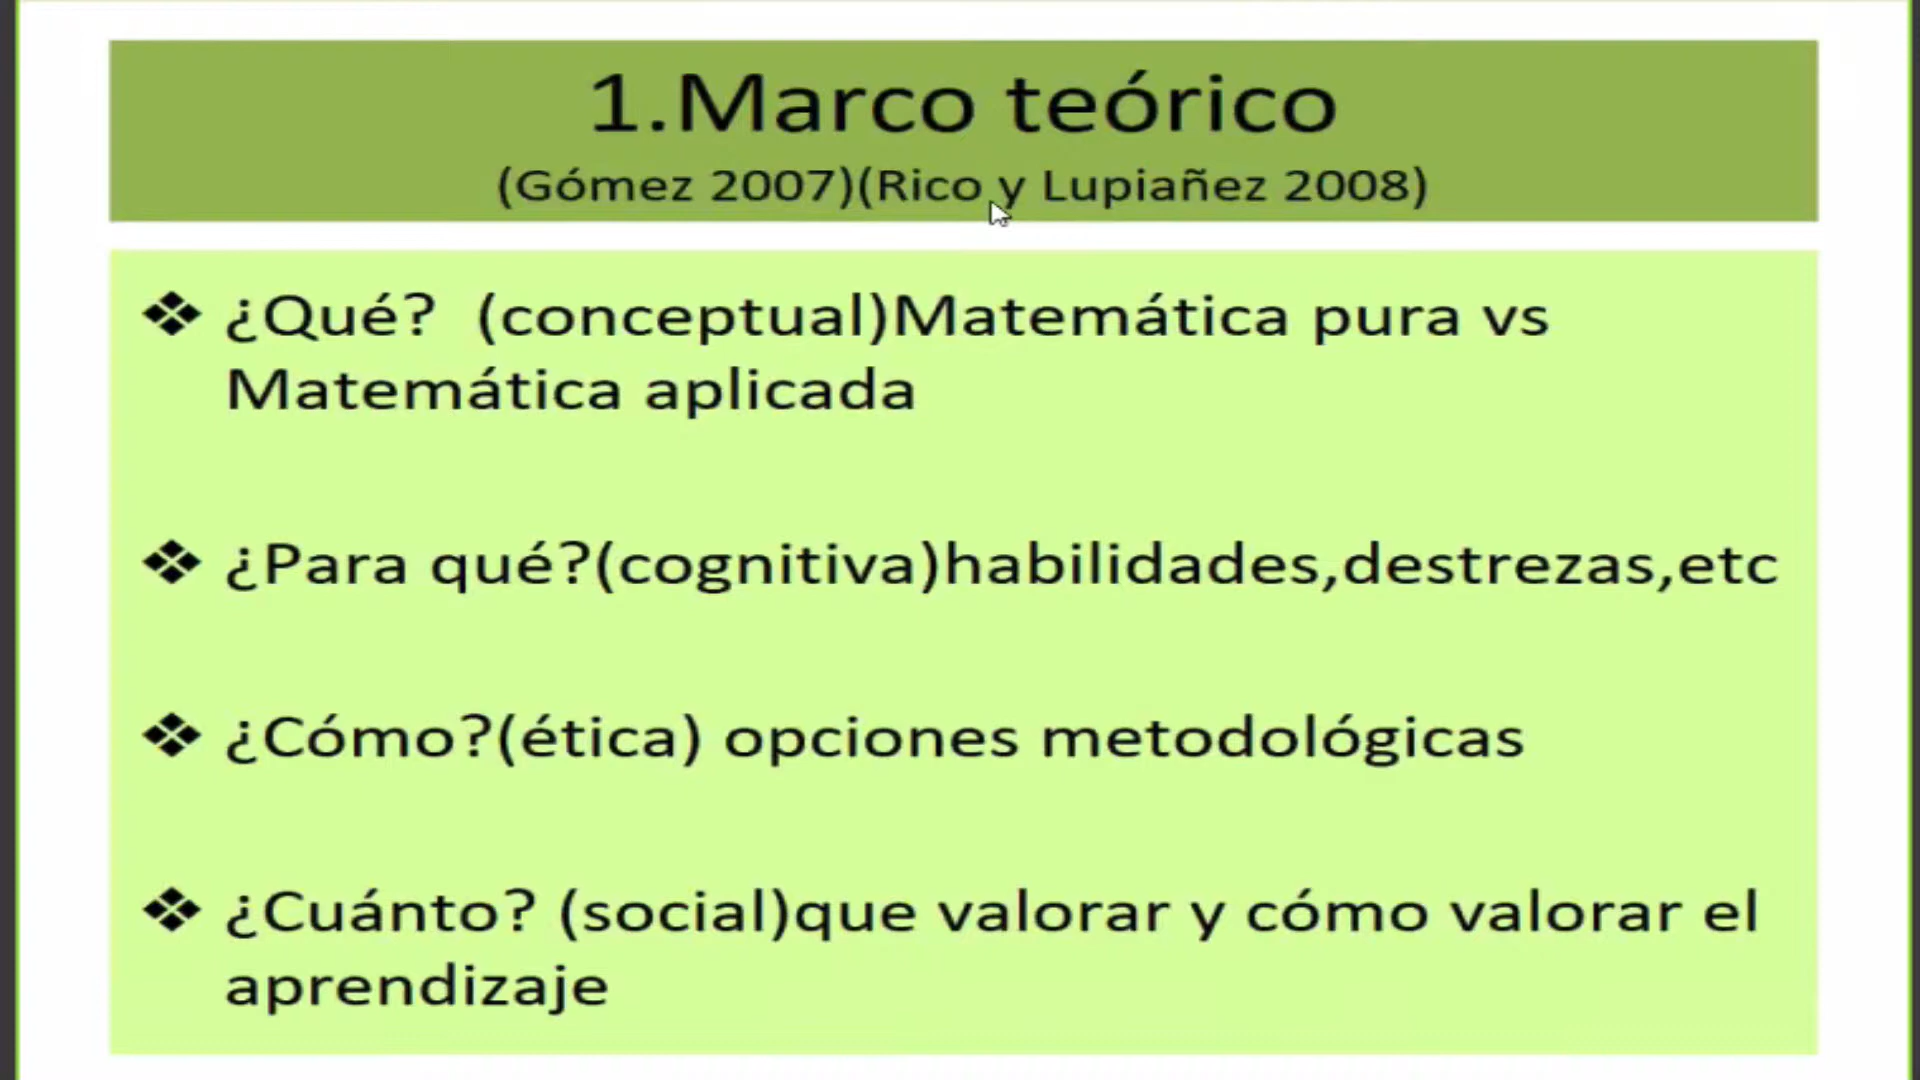 1.Marco teórico
(Gómez 2007)(Rico y Lupiañez 2008)
¿Qué?  (conceptual)Matemática pura vs
Matemática aplicada
¿Para qué?(cognitiva)habilidades,destrezas,etc
¿Cómo?(ética) opciones metodológicas
¿Cuánto? (social)que valorar y cómo valorar el
aprendizaje